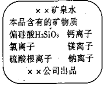 ××矿泉水
本品含有的矿物质
偏硅酸H₂SiO₃ 钙离子
氯离子 镁离子
硫酸根离子 钠离子
××公司出品